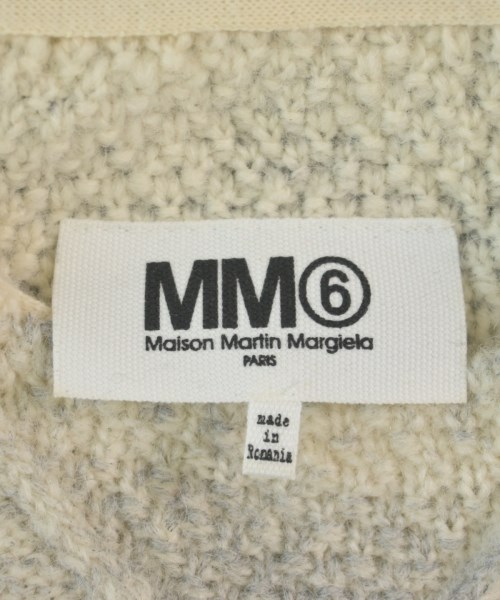 MM⑥
Maison Martin Margiela
PARIS
made
in
Romania